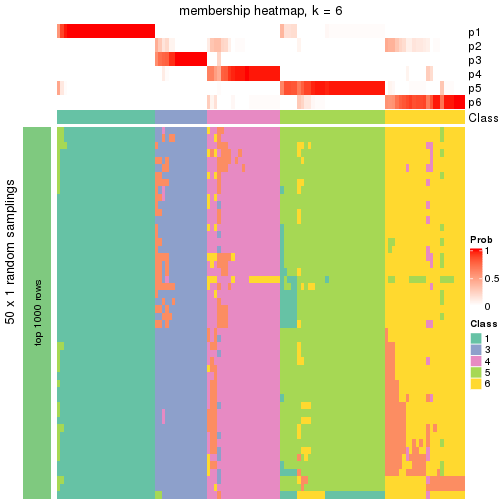 membership heatmap, k = 6
p1
p2
p3
p4
p5
p6
Class
50 x 1 random samplings
top 1000 rows
Prob
1
0.5
0
Class
1
3
4
5
6